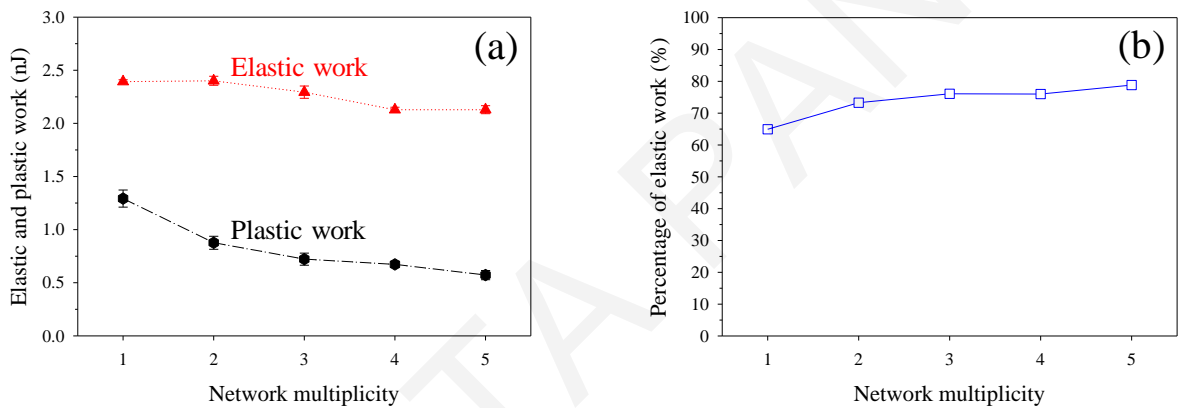 Elastic and plastic work (nJ)
3.0
2.5
2.0
1.5
1.0
0.5
0.0
(a)
Elastic work
Plastic work
1 2 3 4 5
Network multiplicity
Percentage of elastic work (%)
100
90
80
70
60
50
40
30
20
10
0
(b)
1 2 3 4 5
Network multiplicity
TA PAN